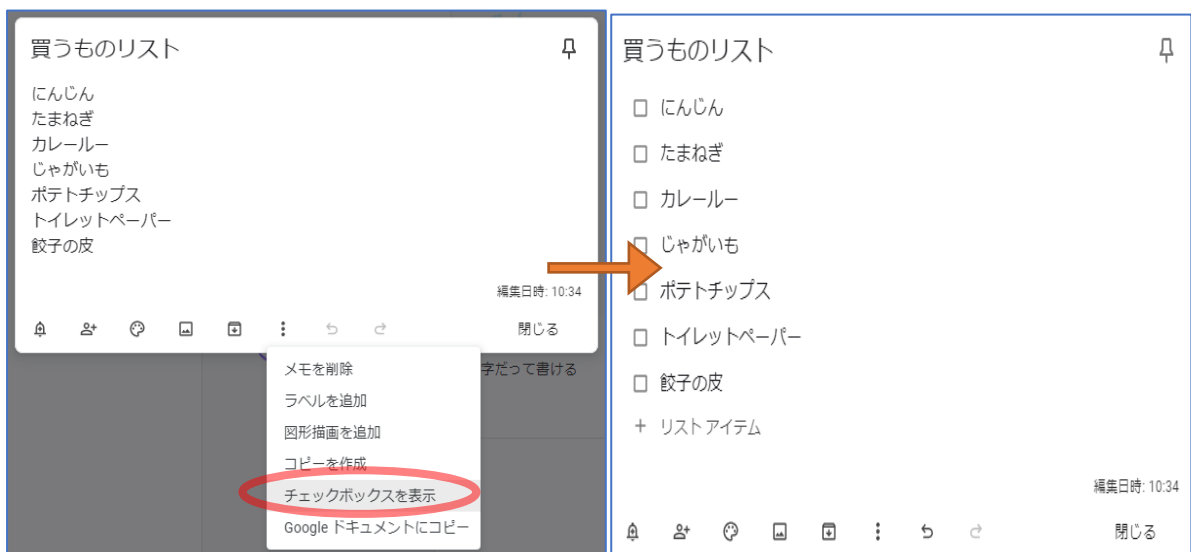 買うものリスト
にんじん
たまねぎ
カレールー
じゃがいも
ポテトチップス
トイレットペーパー
餃子の皮
編集日時: 10:34
閉じる
字だって書ける
メモを削除
ラベルを追加
図形描画を追加
コピーを作成
チェックボックスを表示
Google ドキュメントにコピー
買うものリスト
にんじん
たまねぎ
カレールー
じゃがいも
ポテトチップス
トイレットペーパー
餃子の皮
+ リスト アイテム
編集日時: 10:34
閉じる